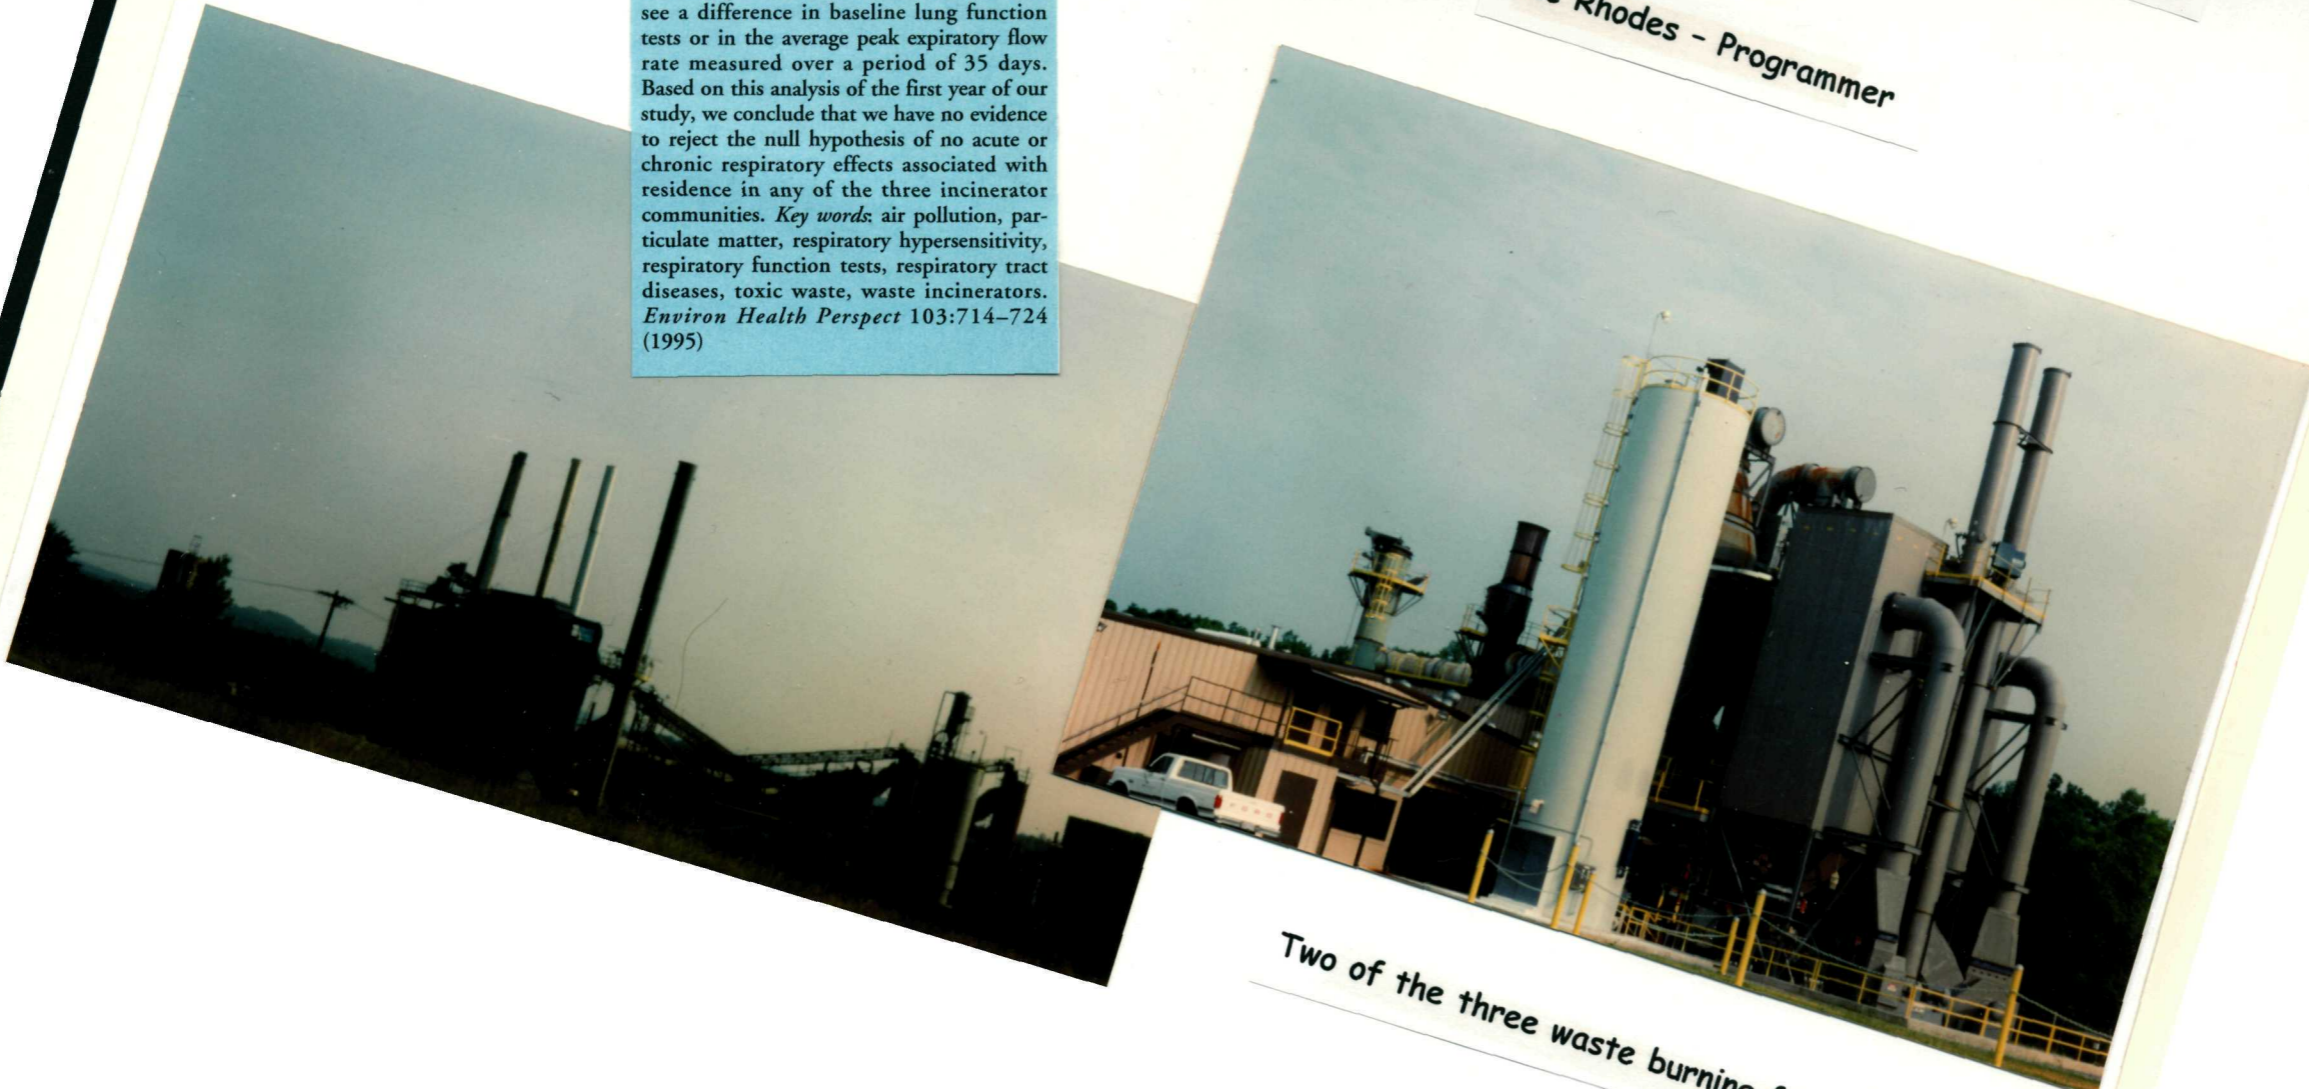 see a difference in baseline lung function
tests or in the average peak expiratory flow
rate measured over a period of 35 days.
Based on this analysis of the first year of our
study, we conclude that we have no evidence
to reject the null hypothesis of no acute or
chronic respiratory effects associated with
residence in any of the three incinerator
communities. Key words: air pollution, par-
ticulate matter, respiratory hypersensitivity,
respiratory function tests, respiratory tract
diseases, toxic waste, waste incinerators.
Environ Health Perspect 103:714–724
(1995)
Rhodes - Programmer
Two of the three waste burning